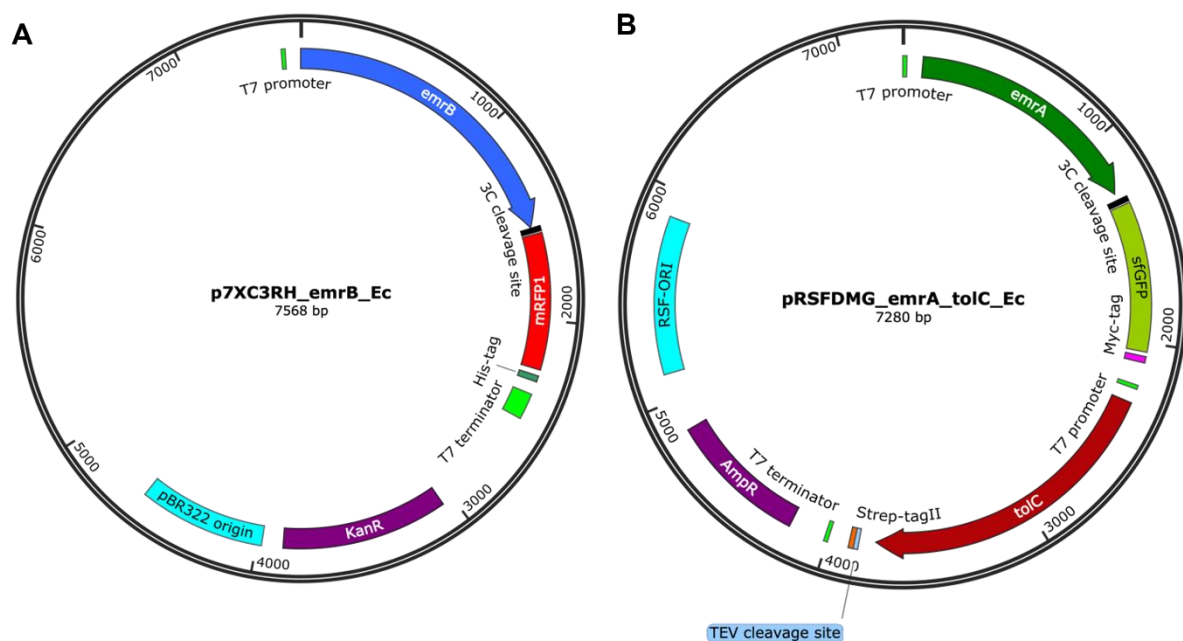 A
7000
T7 promoter
emrB
1000
3C cleavage site
6000
p7XC3RH_emrB_Ec
7568 bp
mRFP1
2000
His-tag
T7 terminator
5000
pBR322 origin
KanR
3000
4000
B
7000
T7 promoter
emrA
1000
3C cleavage site
6000
RSF-ORI
sfGFP
pRSFDMG_emrA_tolC_Ec
7280 bp
Myc-tag
2000
T7 promoter
5000
AmpR
T7 terminator
Strep-tagII
tolC
3000
4000
TEV cleavage site